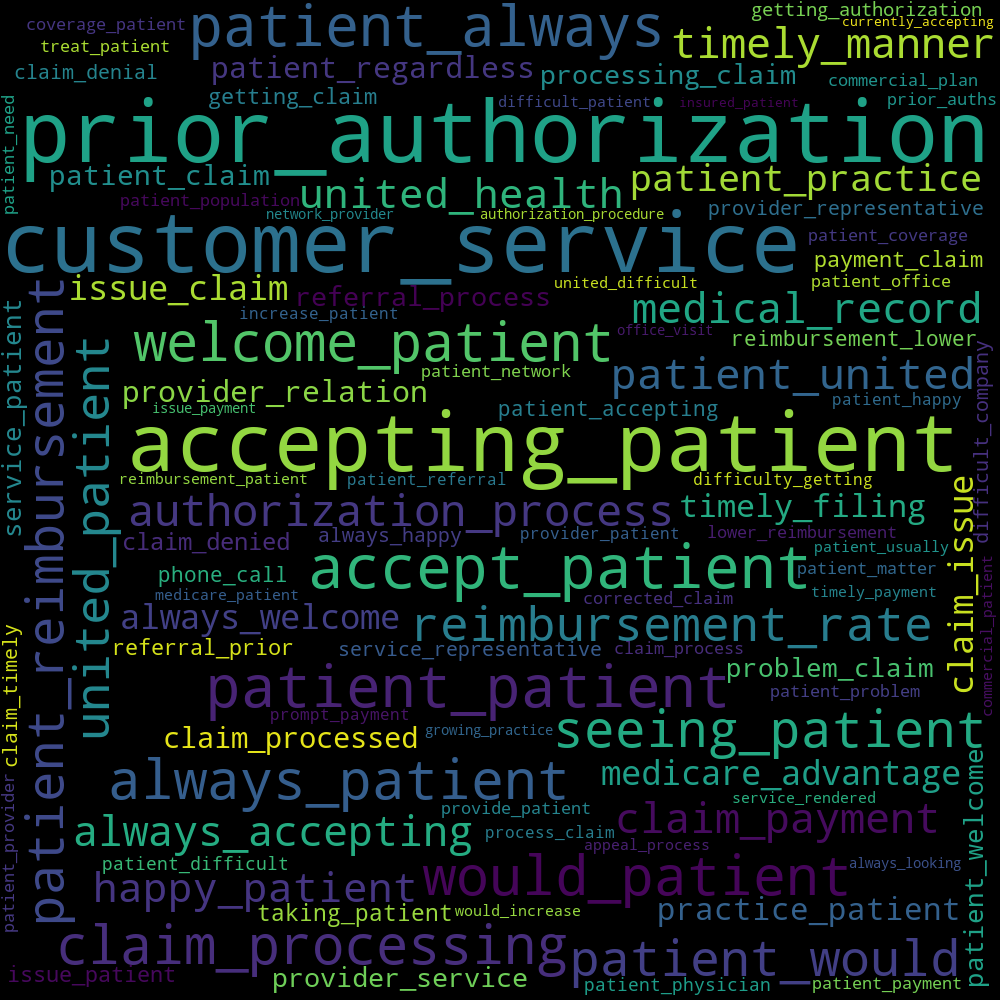 coverage_patient
patient_always
getting_authorization
currently_accepting
treat_patient
timely_manner
claim_denial
patient_regardless
processing_claim
commercial_plan
getting_claim
difficult_patient
insured_patient
prior_auths
patient_need
prior_authorization
patient_claim
united_health
patient_practice
patient_population
network_provider
authorization_procedure
provider_representative
customer_service
patient_coverage
payment_claim
issue_claim
referral_process
united_difficult
patient_office
increase_patient
medical_record
service_patient
patient_reimbursement
united_patient
welcome_patient
office_visit
reimbursement_lower
patient_network
patient_united
difficult_company
provider_relation
issue_payment
patient_accepting
patient_happy
accepting_patient
reimbursement_patient
patient_referral
difficulty_getting
claim_issue
authorization_process
timely_filing
claim_denied
always_happy
provider_patient
lower_reimbursement
patient_usually
phone_call
accept_patient
patient_matter
medicare_patient
corrected_claim
timely_payment
commercial_patient
always_welcome
reimbursement_rate
claim_timely
referral_prior
service_representative
claim_process
problem_claim
patient_patient
patient_problem
prompt_payment
claim_processed
growing_practice
seeing_patient
always_patient
medicare_advantage
patient_welcome
patient_provider
provide_patient
service_rendered
always_accepting
process_claim
claim_payment
appeal_process
patient_difficult
would_patient
always_looking
happy_patient
taking_patient
would_increase
practice_patient
claim_processing
patient_would
issue_patient
provider_service
patient_physician
patient_payment